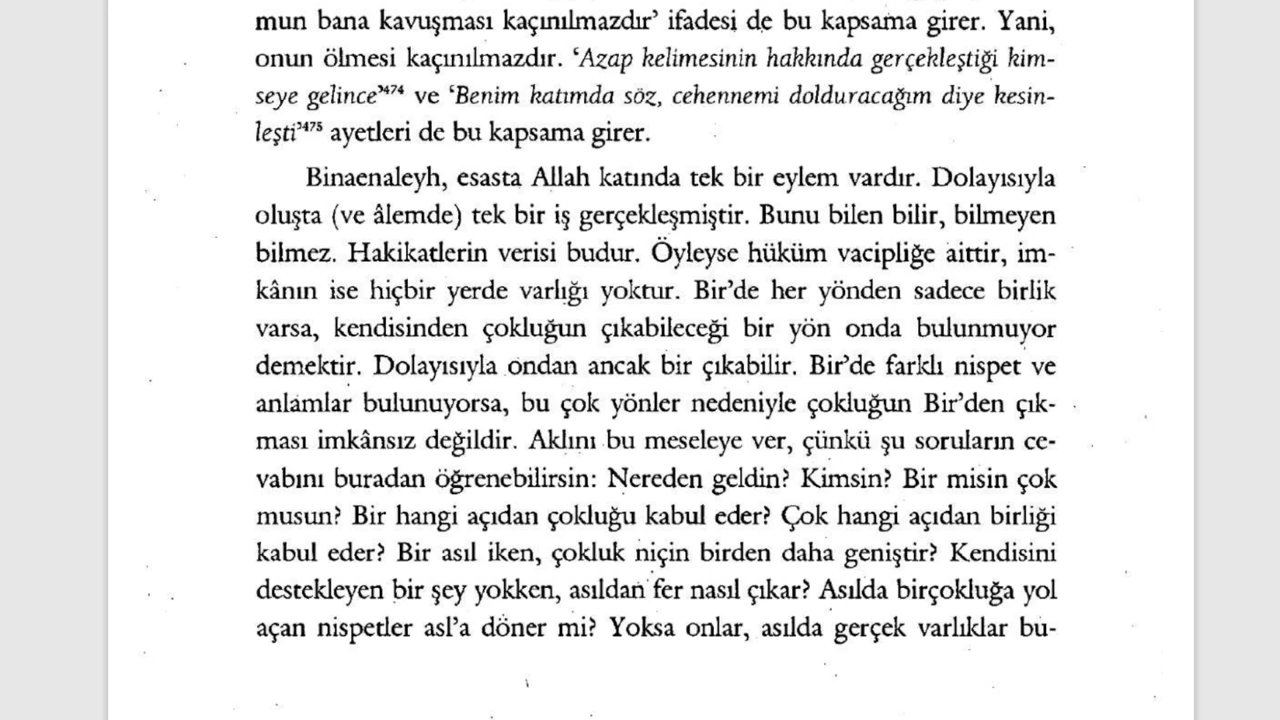 mun bana kavuşması kaçınılmazdır’ ifadesi de bu kapsama girer. Yani,
onun ölmesi kaçınılmazdır. ‘Azap kelimesinin hakkında gerçekleştiği kim-
seye gelince’⁴⁷⁴ ve ‘Benim katımda söz, cehennemi dolduracağım diye kesin-
leşti’⁴⁷⁵ ayetleri de bu kapsama girer.
Binaenaleyh, esasta Allah katında tek bir eylem vardır. Dolayısıyla
oluşta (ve âlemde) tek bir iş gerçekleşmiştir. Bunu bilen bilir, bilmeyen
bilmez. Hakikatlerin verisi budur. Öyleyse hüküm vacipliğe aittir, im-
kânın ise hiçbir yerde varlığı yoktur. Bir’de her yönden sadece birlik
varsa, kendisinden çokluğun çıkabileceği bir yön onda bulunmuyor
demektir. Dolayısıyla ondan ancak bir çıkabilir. Bir’de farklı nispet ve
anlamlar bulunuyorsa, bu çok yönler nedeniyle çokluğun Bir’den çık-
ması imkânsız değildir. Aklını bu meseleye ver, çünkü şu soruların ce-
vabını buradan öğrenebilirsin: Nereden geldin? Kimsin? Bir misin çok
musun? Bir hangi açıdan çokluğu kabul eder? Çok hangi açıdan birliği
kabul eder? Bir asıl iken, çokluk niçin birden daha geniştir? Kendisini
destekleyen bir şey yokken, asıldan fer nasıl çıkar? Asılda birçokluğa yol
açan nispetler asl’a döner mi? Yoksa onlar, asılda gerçek varlıklar bu-